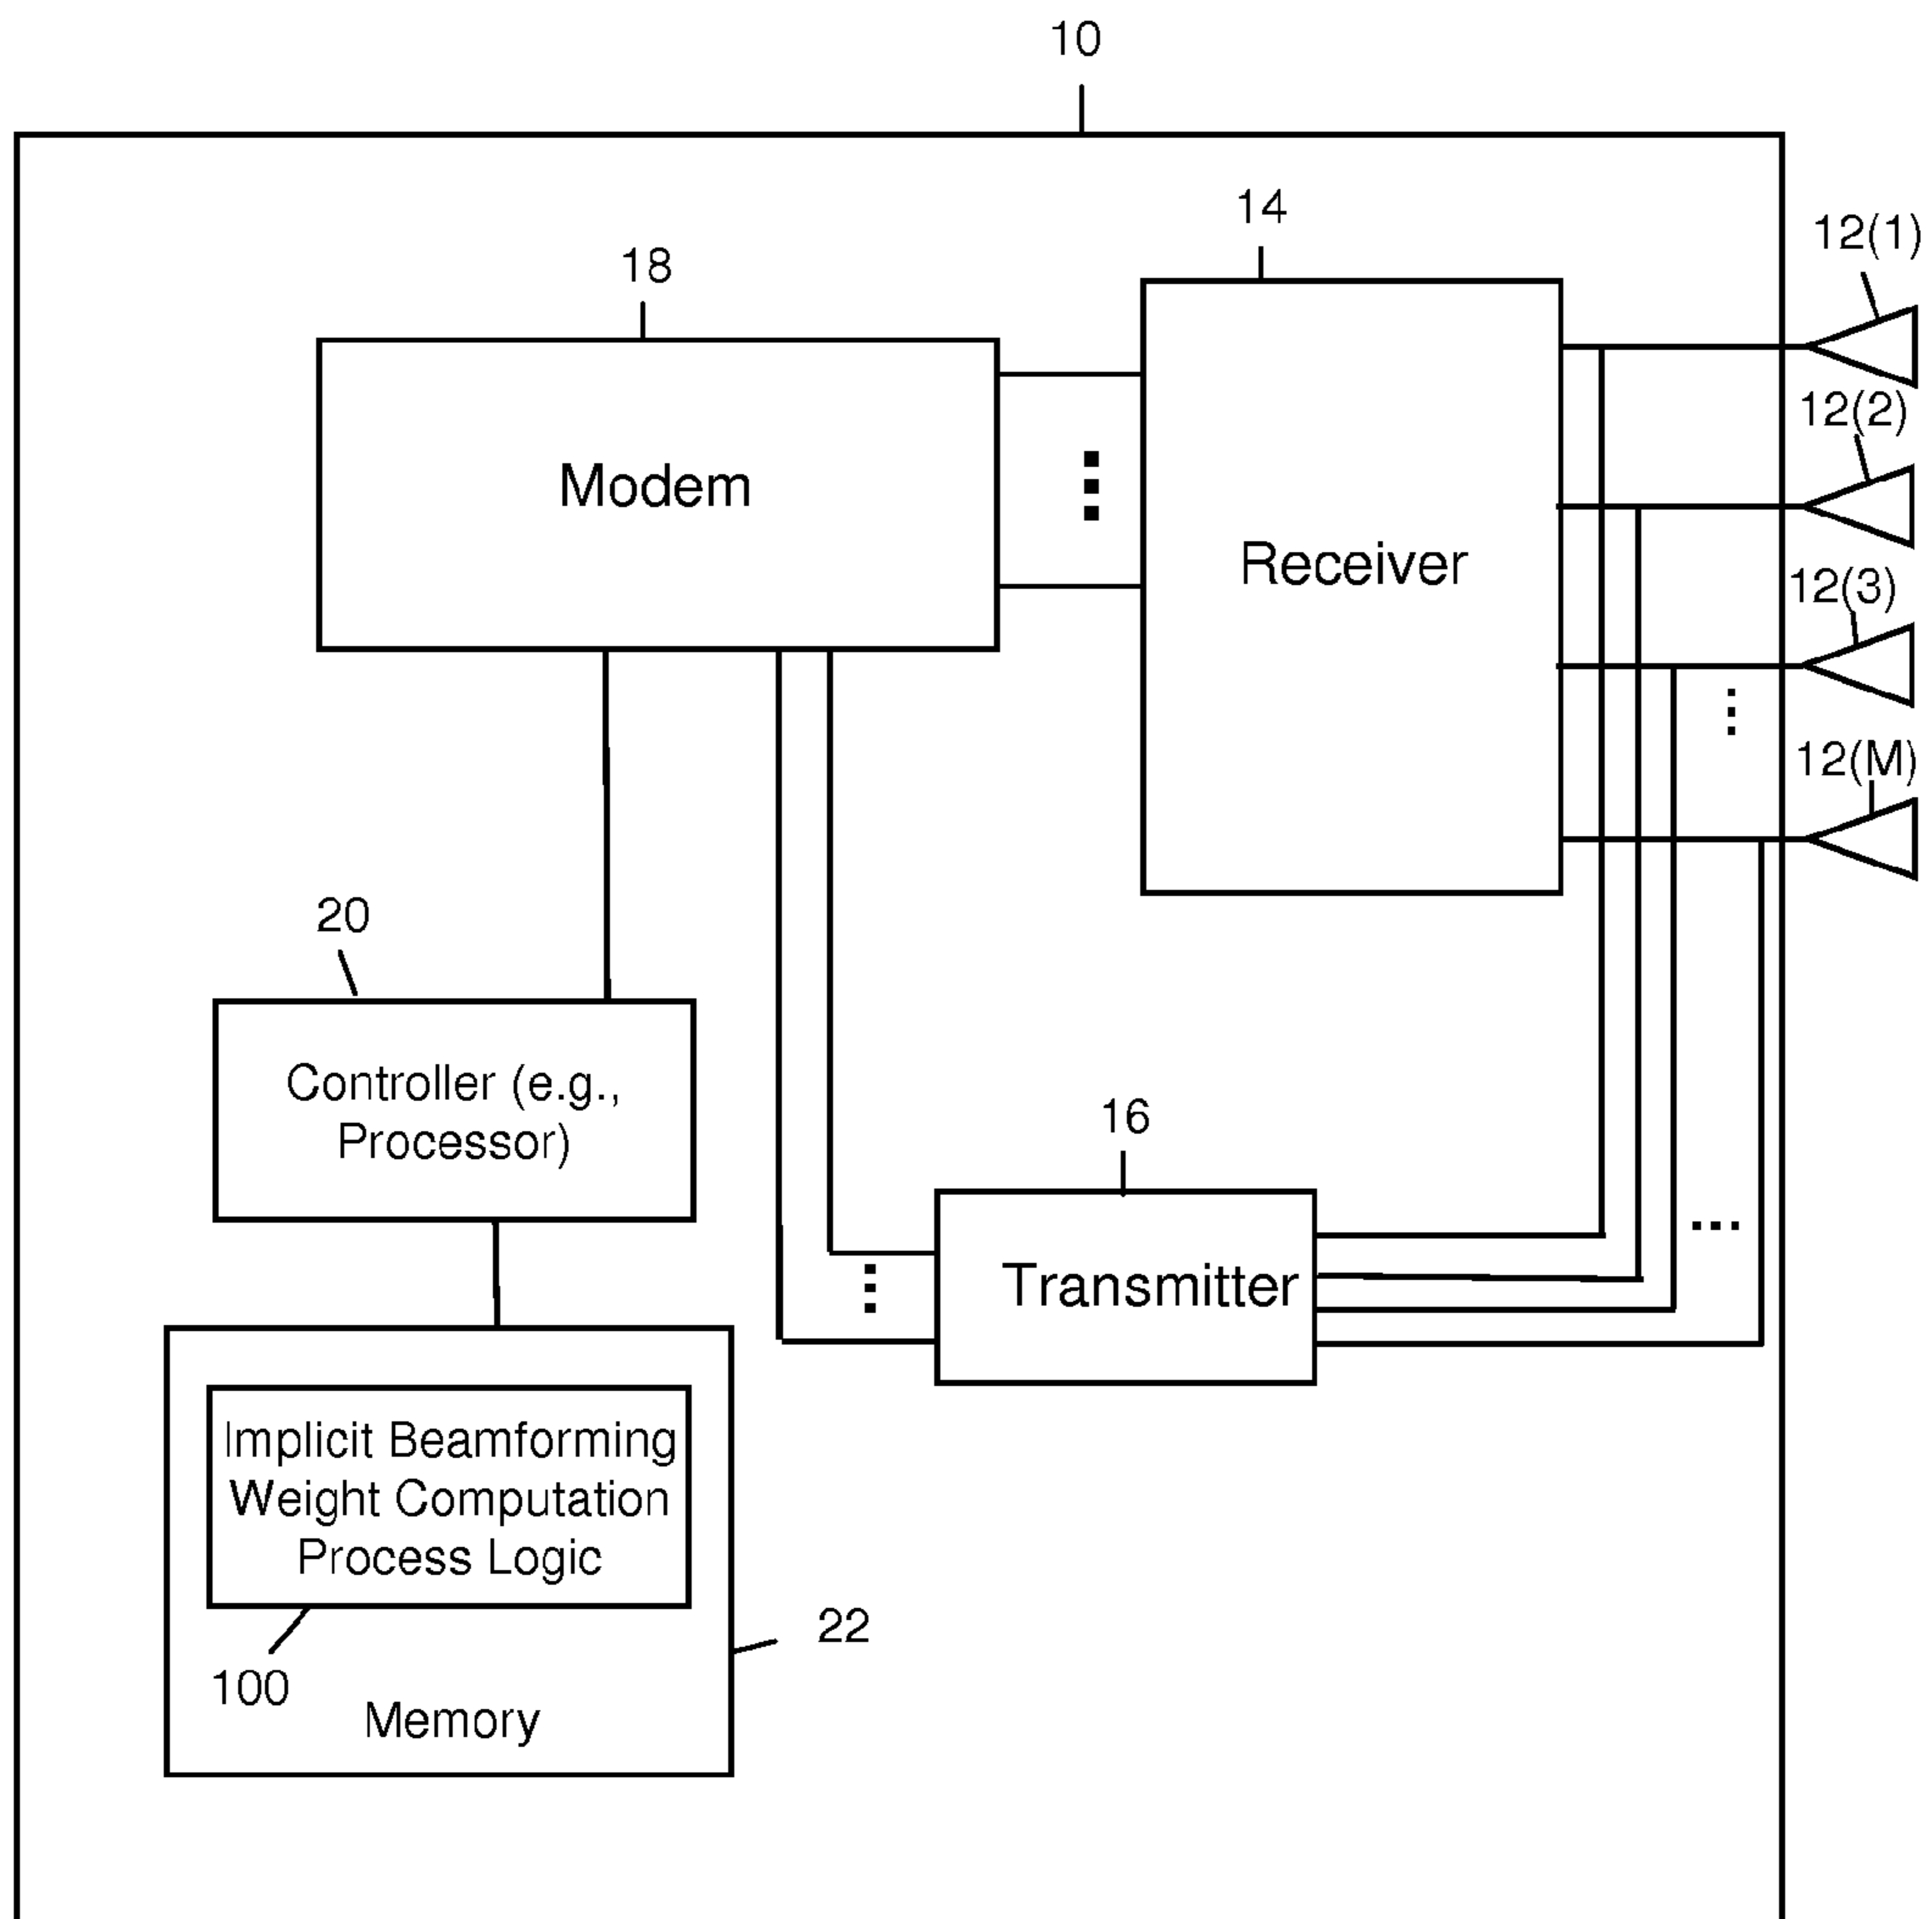 10
14
12(1)
18
12(2)
Modem
Receiver
12(3)
12(M)
20
Controller (e.g.,
Processor)
16
Transmitter
Implicit Beamforming
Weight Computation
Process Logic
22
100
Memory